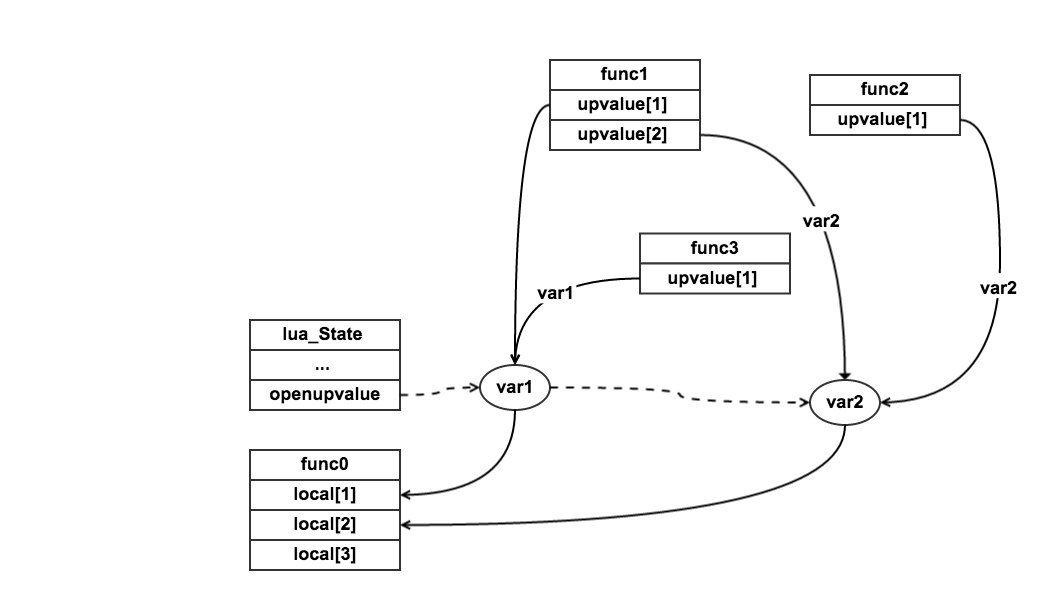 func1
upvalue[1]
upvalue[2]
func2
upvalue[1]
var2
func3
upvalue[1]
var1
var2
lua_State
...
openupvalue
var1
var2
func0
local[1]
local[2]
local[3]